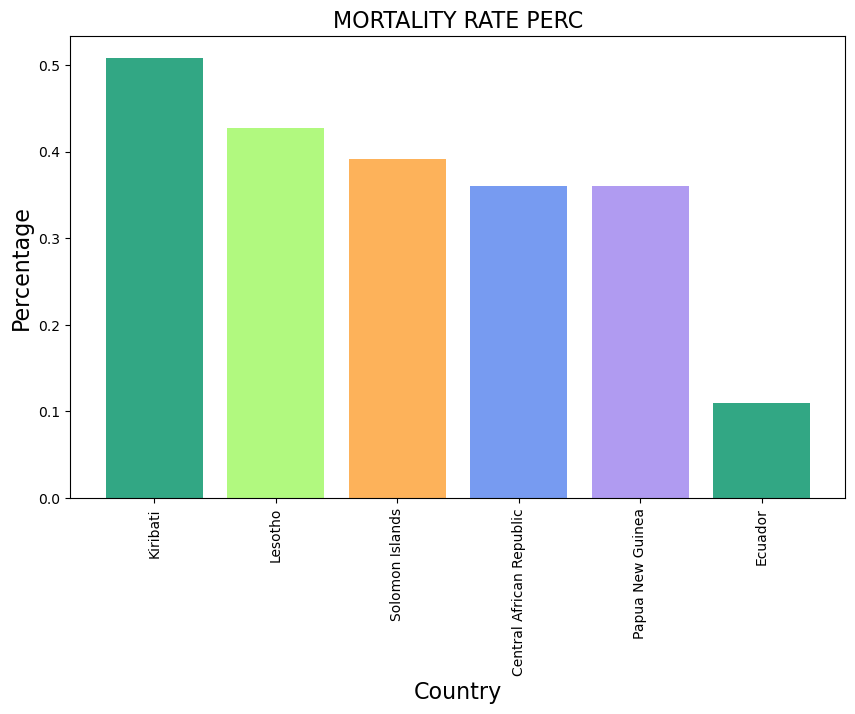 MORTALITY RATE PERC
Percentage
0.5
0.4
0.3
0.2
0.1
0.0
Kiribati
Lesotho
Solomon Islands
Central African Republic
Papua New Guinea
Ecuador
Country